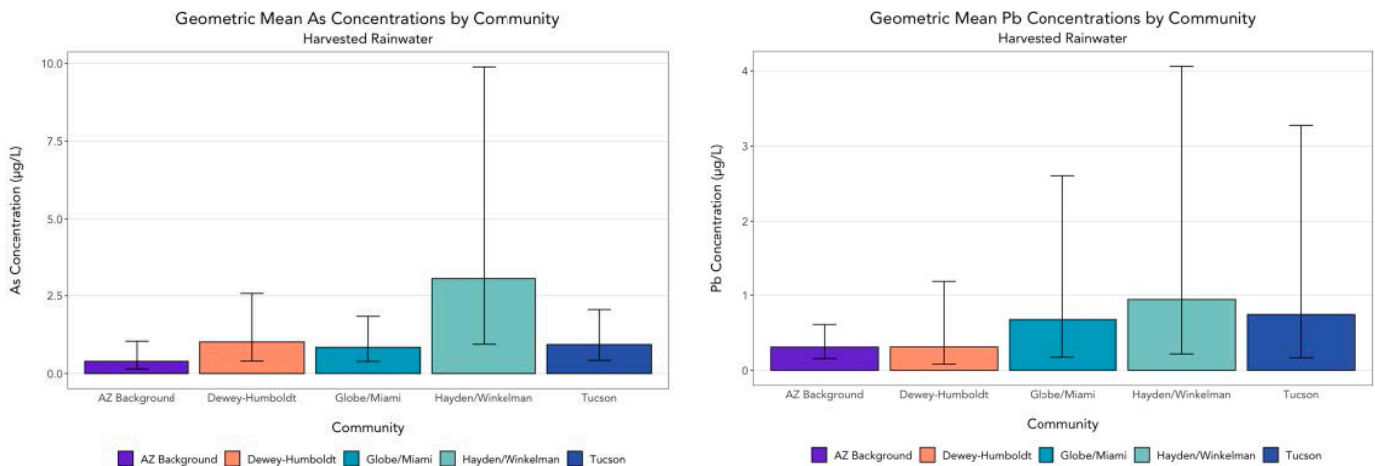 Geometric Mean As Concentrations by Community
Harvested Rainwater
10.0
7.5
5.0
2.5
0.0
As Concentration (µg/L)
AZ Background Dewey-Humboldt Globe/Miami Hayden/Winkelman Tucson
Community
AZ Background Dewey-Humboldt Globe/Miami Hayden/Winkelman Tucson
Geometric Mean Pb Concentrations by Community
Harvested Rainwater
4
3
2
1
0
Pb Concentration (µg/L)
AZ Background Dewey-Humboldt Globe/Miami Hayden/Winkelman Tucson
Community
AZ Background Dewey-Humboldt Globe/Miami Hayden/Winkelman Tucson